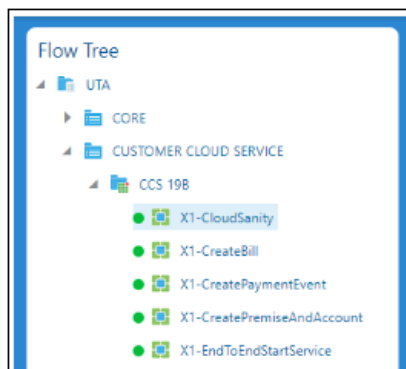 Flow Tree
UTA
CORE
CUSTOMER CLOUD SERVICE
CCS 19B
X1-CloudSanity
X1-CreateBill
X1-CreatePaymentEvent
X1-CreatePremiseAndAccount
X1-EndToEndStartService